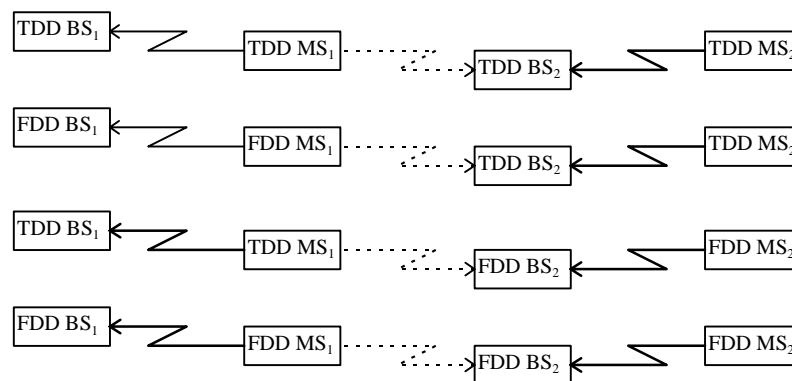 TDD BS₁ TDD MS₁ TDD BS₂ TDD MS₂
FDD BS₁ FDD MS₁ TDD BS₂ TDD MS₂
TDD BS₁ TDD MS₁ FDD BS₂ FDD MS₂
FDD BS₁ FDD MS₁ FDD BS₂ FDD MS₂